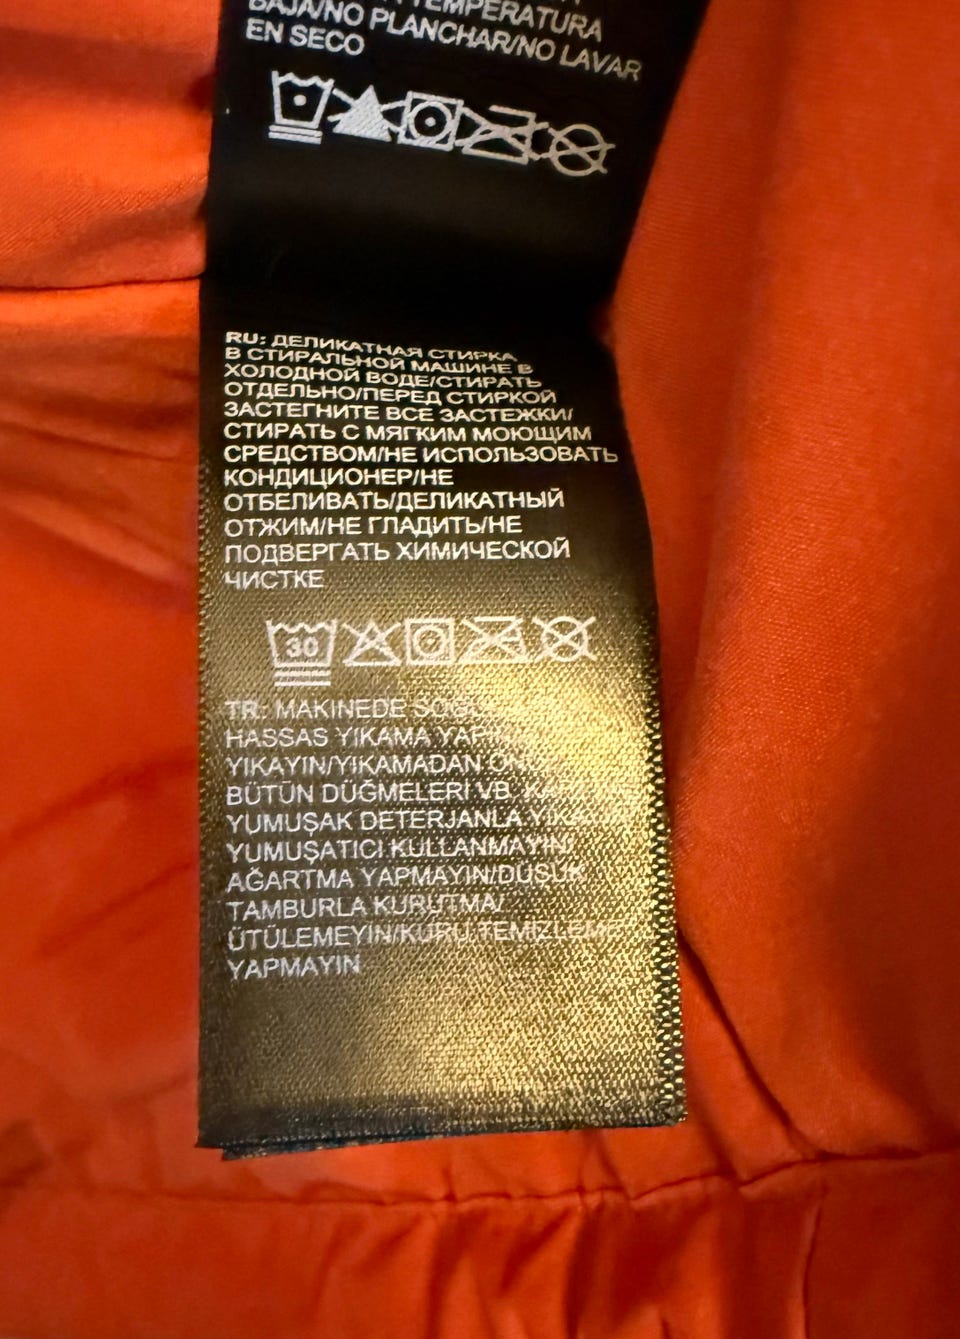 TEMPERATURA
BAJA/NO PLANCHAR/NO LAVAR
EN SECO
RU: ДЕЛИКАТНАЯ СТИРКА
В СТИРАЛЬНОЙ МАШИНЕ В
ХОЛОДНОЙ ВОДЕ/СТИРАТЬ
ОТДЕЛЬНО/ПЕРЕД СТИРКОЙ
ЗАСТЕГНИТЕ ВСЕ ЗАСТЕЖКИ/
СТИРАТЬ С МЯГКИМ МОЮЩИМ
СРЕДСТВОМ/НЕ ИСПОЛЬЗОВАТЬ
КОНДИЦИОНЕР/НЕ
ОТБЕЛИВАТЬ/ДЕЛИКАТНЫЙ
ОТЖИМ/НЕ ГЛАДИТЬ/НЕ
ПОДВЕРГАТЬ ХИМИЧЕСКОЙ
ЧИСТКЕ
30
TR: MAKINEDE
HASSAS YIKAMA
YIKAYIN/YIKAMADAN
BÜTÜN DÜĞMELERİ VB.
YUMUŞAK DETERJANLA
YUMUŞATICI KULLANMAYIN/
AĞARTMA YAPMAYIN/DÜŞÜK
TAMBURLA KURUTMA/
ÜTÜLEMEYIN/KURU TEMIZLEME
YAPMAYIN